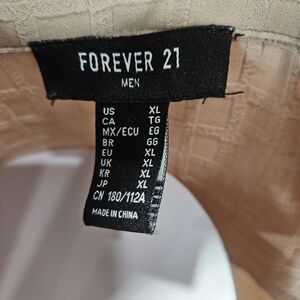 FOREVER 21
MEN
US XL
CA TG
MX/ECU EG
BR GG
EU XL
UK XL
KR XL
JP XL
CN 180/112A
MADE IN CHINA